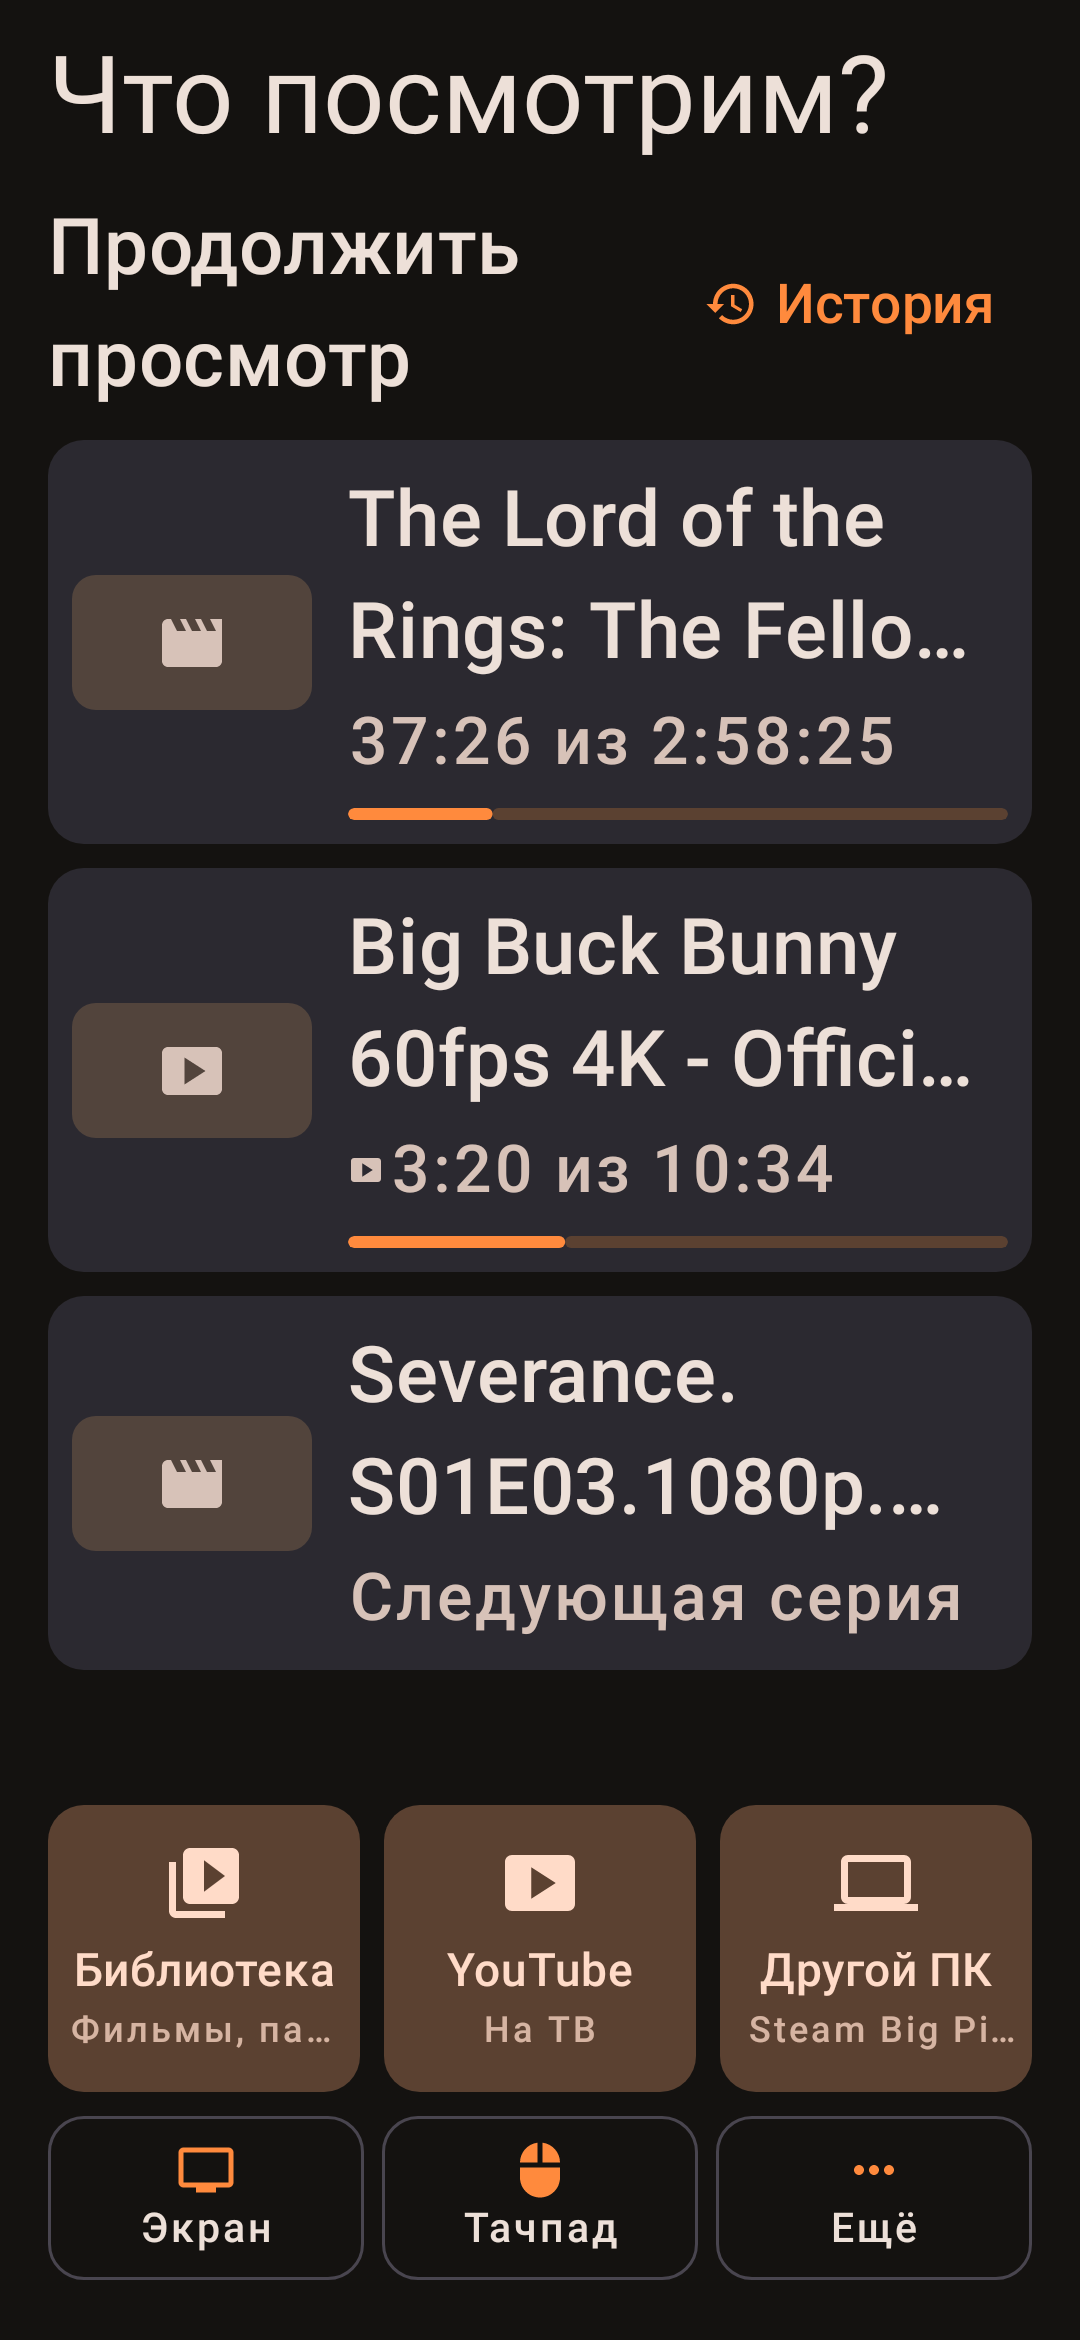 Что посмотрим?
Продолжить
просмотр
История
The Lord of the
Rings: The Fello…
37:26 из 2:58:25
Big Buck Bunny
60fps 4K - Offici…
3:20 из 10:34
Severance.
S01E03.1080p.…
Следующая серия
Библиотека
Фильмы, па…
YouTube
На ТВ
Другой ПК
Steam Big Pi…
Экран
Тачпад
Ещё